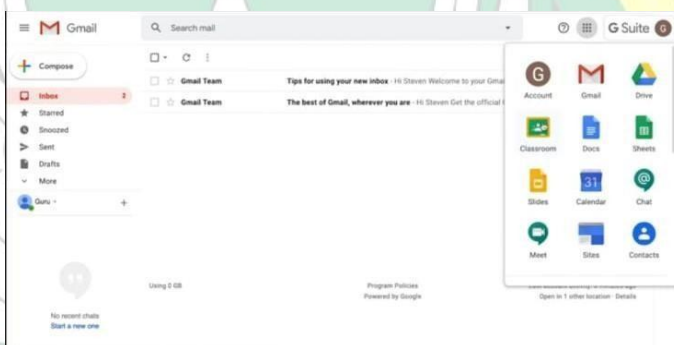 Gmail
Search mail
G Suite G
Compose
Inbox 2
Starred
Snoozed
Sent
Drafts
More
Guru
No recent chats
Start a new one
Gmail Team Tips for using your new inbox - Hi Steven Welcome to your Gmai
Gmail Team The best of Gmail, wherever you are - Hi Steven Get the official
Using 0 GB
Program Policies
Powered by Google
Open in 1 other location · Details
G
Account Gmail Drive
Classroom Docs Sheets
31
Slides Calendar Chat
Meet Sites Contacts